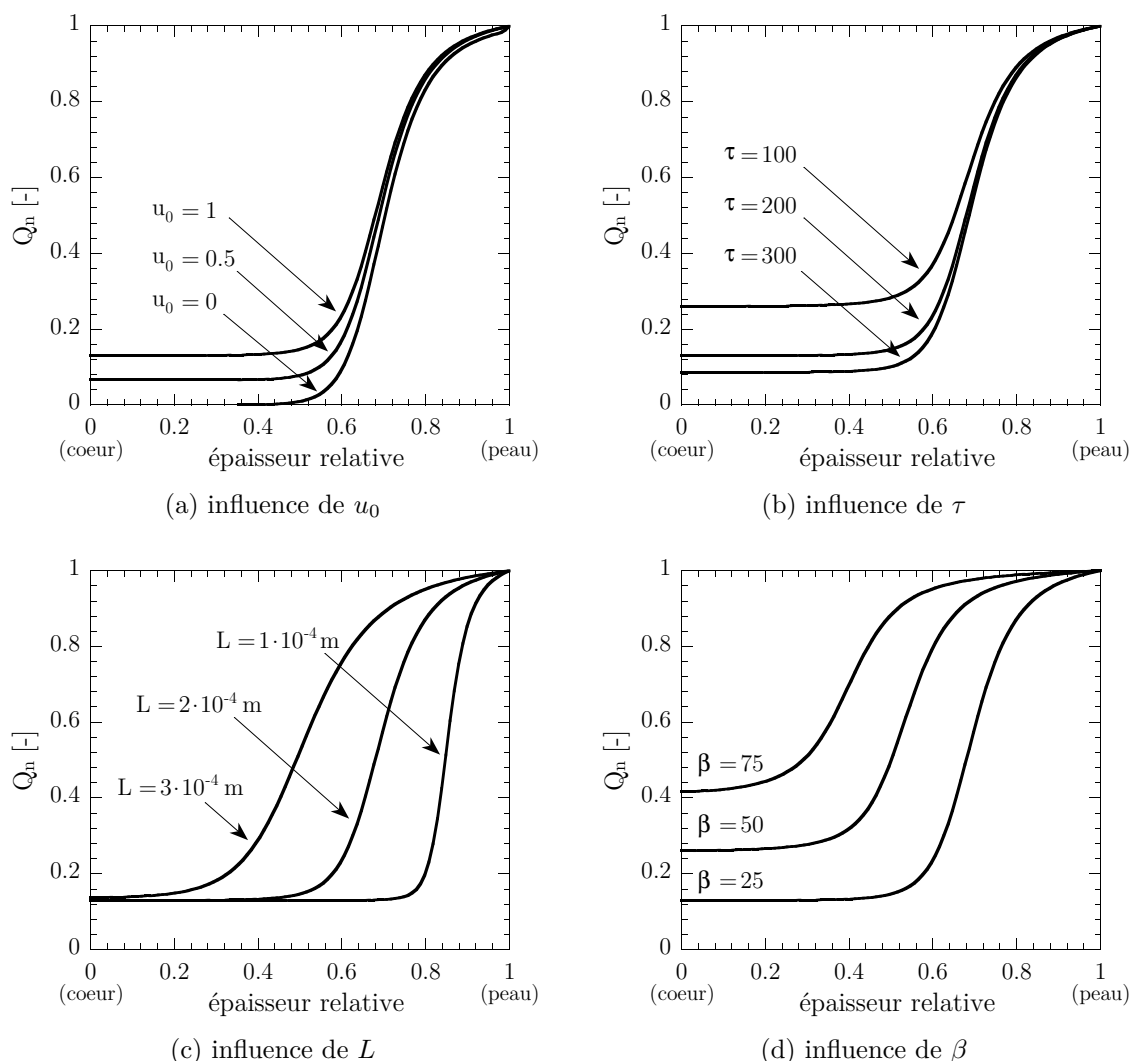 1
0.8
0.6
0.4
0.2
0
Qn [-]
u0 = 1
u0 = 0.5
u0 = 0
0 0.2 0.4 0.6 0.8 1
(coeur) (peau)
épaisseur relative
(a) influence de u0
1
0.8
0.6
0.4
0.2
0
Qn [-]
τ = 100
τ = 200
τ = 300
0 0.2 0.4 0.6 0.8 1
(coeur) (peau)
épaisseur relative
(b) influence de τ
1
0.8
0.6
0.4
0.2
0
Qn [-]
L = 1·10⁻⁴ m
L = 2·10⁻⁴ m
L = 3·10⁻⁴ m
0 0.2 0.4 0.6 0.8 1
(coeur) (peau)
épaisseur relative
(c) influence de L
1
0.8
0.6
0.4
0.2
0
Qn [-]
β = 75
β = 50
β = 25
0 0.2 0.4 0.6 0.8 1
(coeur) (peau)
épaisseur relative
(d) influence de β